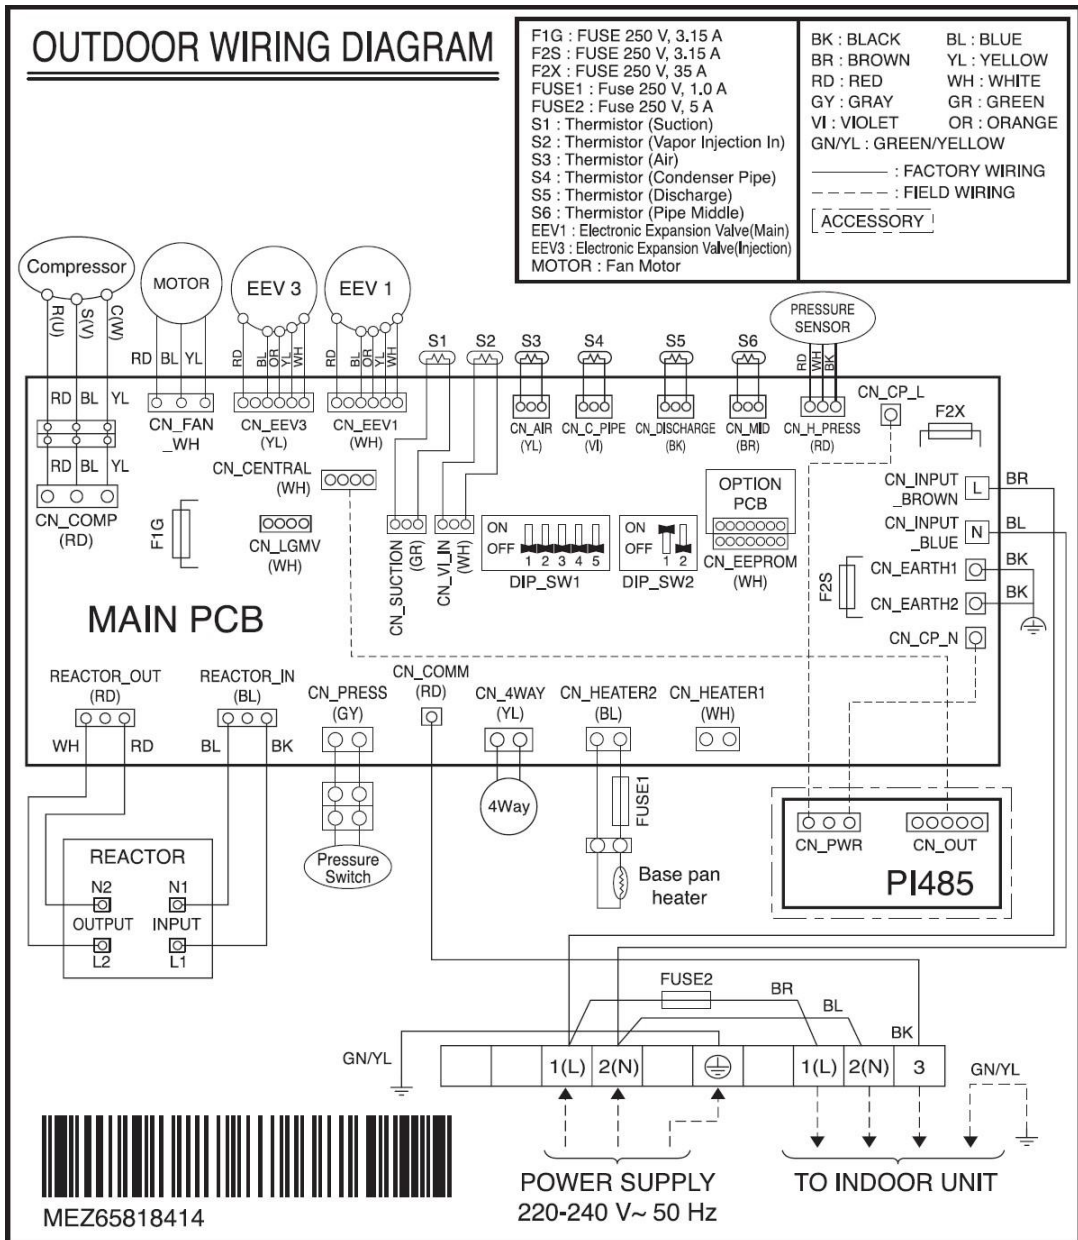 OUTDOOR WIRING DIAGRAM
F1G : FUSE 250 V, 3.15 A
F2S : FUSE 250 V, 3.15 A
F2X : FUSE 250 V, 35 A
FUSE1 : Fuse 250 V, 1.0 A
FUSE2 : Fuse 250 V, 5 A
S1 : Thermistor (Suction)
S2 : Thermistor (Vapor Injection In)
S3 : Thermistor (Air)
S4 : Thermistor (Condenser Pipe)
S5 : Thermistor (Discharge)
S6 : Thermistor (Pipe Middle)
EEV1 : Electronic Expansion Valve(Main)
EEV3 : Electronic Expansion Valve(Injection)
MOTOR : Fan Motor
BK : BLACK BL : BLUE
BR : BROWN YL : YELLOW
RD : RED WH : WHITE
GY : GRAY GR : GREEN
VI : VIOLET OR : ORANGE
GN/YL : GREEN/YELLOW
: FACTORY WIRING
: FIELD WIRING
ACCESSORY
Compressor
R(U) S(V) C(W)
RD BL YL
RD BL YL
CN_COMP
(RD)
MOTOR
RD BL YL
CN_FAN
_WH
EEV 3
RD BL OR YL WH
CN_EEV3
(YL)
EEV 1
RD BL OR YL WH
CN_EEV1
(WH)
S1 S2 S3 S4 S5 S6
CN_AIR
(YL)
CN_C_PIPE
(VI)
CN_DISCHARGE
(BK)
CN_MID
(BR)
PRESSURE
SENSOR
RD WH BK
CN_H_PRESS
(RD)
CN_CP_L
F2X
CN_CENTRAL
(WH)
F1G
CN_LGMV
(WH)
CN_SUCTION
(GR)
CN_VI_IN
(WH)
ON
OFF
1 2 3 4 5
DIP_SW1
ON
OFF
1 2
DIP_SW2
OPTION
PCB
CN_EEPROM
(WH)
CN_INPUT
_BROWN
L
BR
CN_INPUT
_BLUE
N
BL
F2S
CN_EARTH1
BK
CN_EARTH2
BK
CN_CP_N
MAIN PCB
REACTOR_OUT
(RD)
WH RD
REACTOR_IN
(BL)
BL BK
CN_PRESS
(GY)
CN_COMM
(RD)
CN_4WAY
(YL)
CN_HEATER2
(BL)
CN_HEATER1
(WH)
REACTOR
N2 N1
OUTPUT INPUT
L2 L1
Pressure
Switch
4Way
FUSE1
Base pan
heater
CN_PWR
CN_OUT
PI485
FUSE2
BR
BL
BK
GN/YL
1(L) 2(N) 1(L) 2(N) 3
GN/YL
POWER SUPPLY
220-240 V~ 50 Hz
TO INDOOR UNIT
MEZ65818414